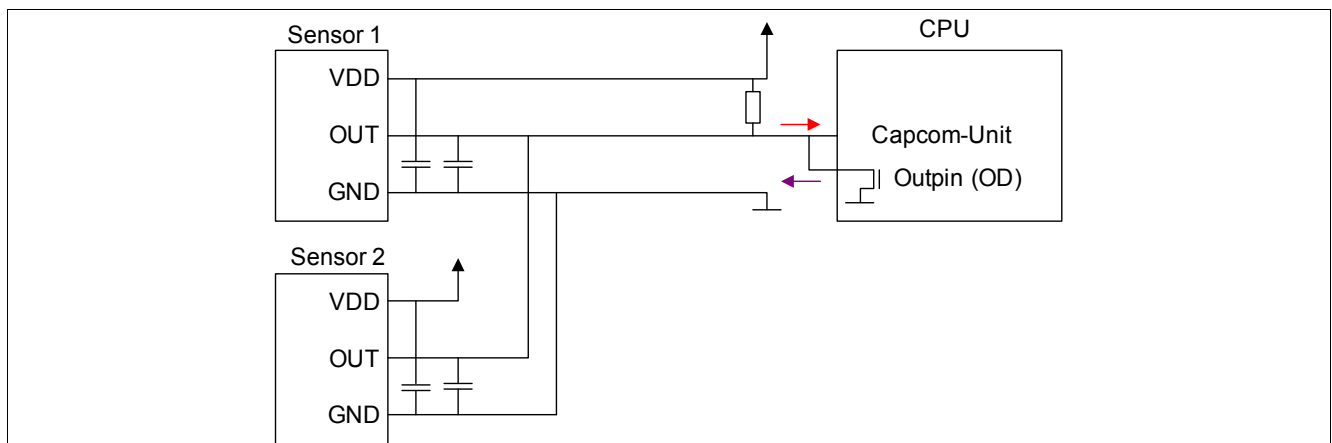 Sensor 1
VDD
OUT
GND
CPU
Capcom-Unit
Outpin (OD)
Sensor 2
VDD
OUT
GND